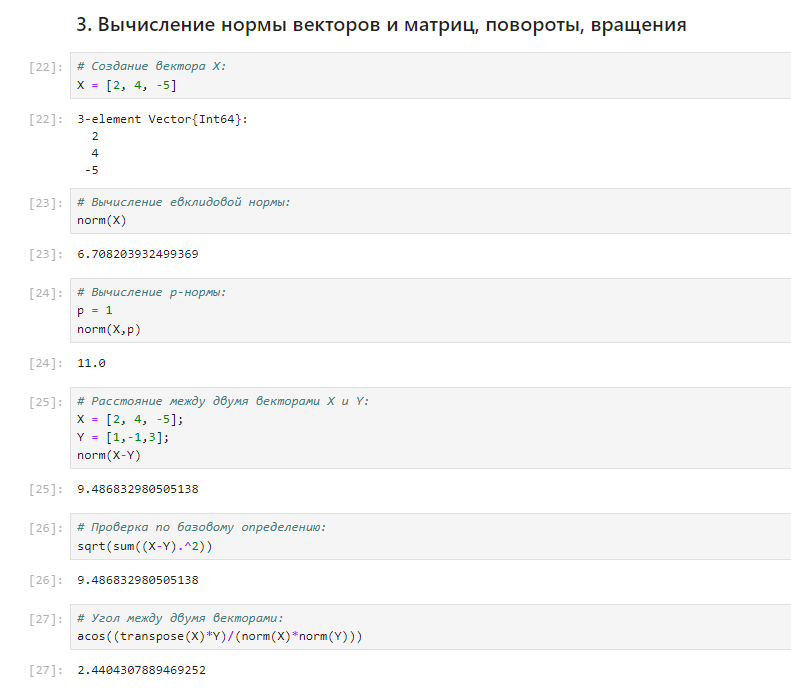 3. Вычисление нормы векторов и матриц, повороты, вращения
[22]: # Создание вектора X:
X = [2, 4, -5]
[22]: 3-element Vector{Int64}:
2
4
-5
[23]: # Вычисление евклидовой нормы:
norm(X)
[23]: 6.708203932499369
[24]: # Вычисление p-нормы:
p = 1
norm(X,p)
[24]: 11.0
[25]: # Расстояние между двумя векторами X и Y:
X = [2, 4, -5];
Y = [1,-1,3];
norm(X-Y)
[25]: 9.486832980505138
[26]: # Проверка по базовому определению:
sqrt(sum((X-Y).^2))
[26]: 9.486832980505138
[27]: # Угол между двумя векторами:
acos((transpose(X)*Y)/(norm(X)*norm(Y)))
[27]: 2.4404307889469252